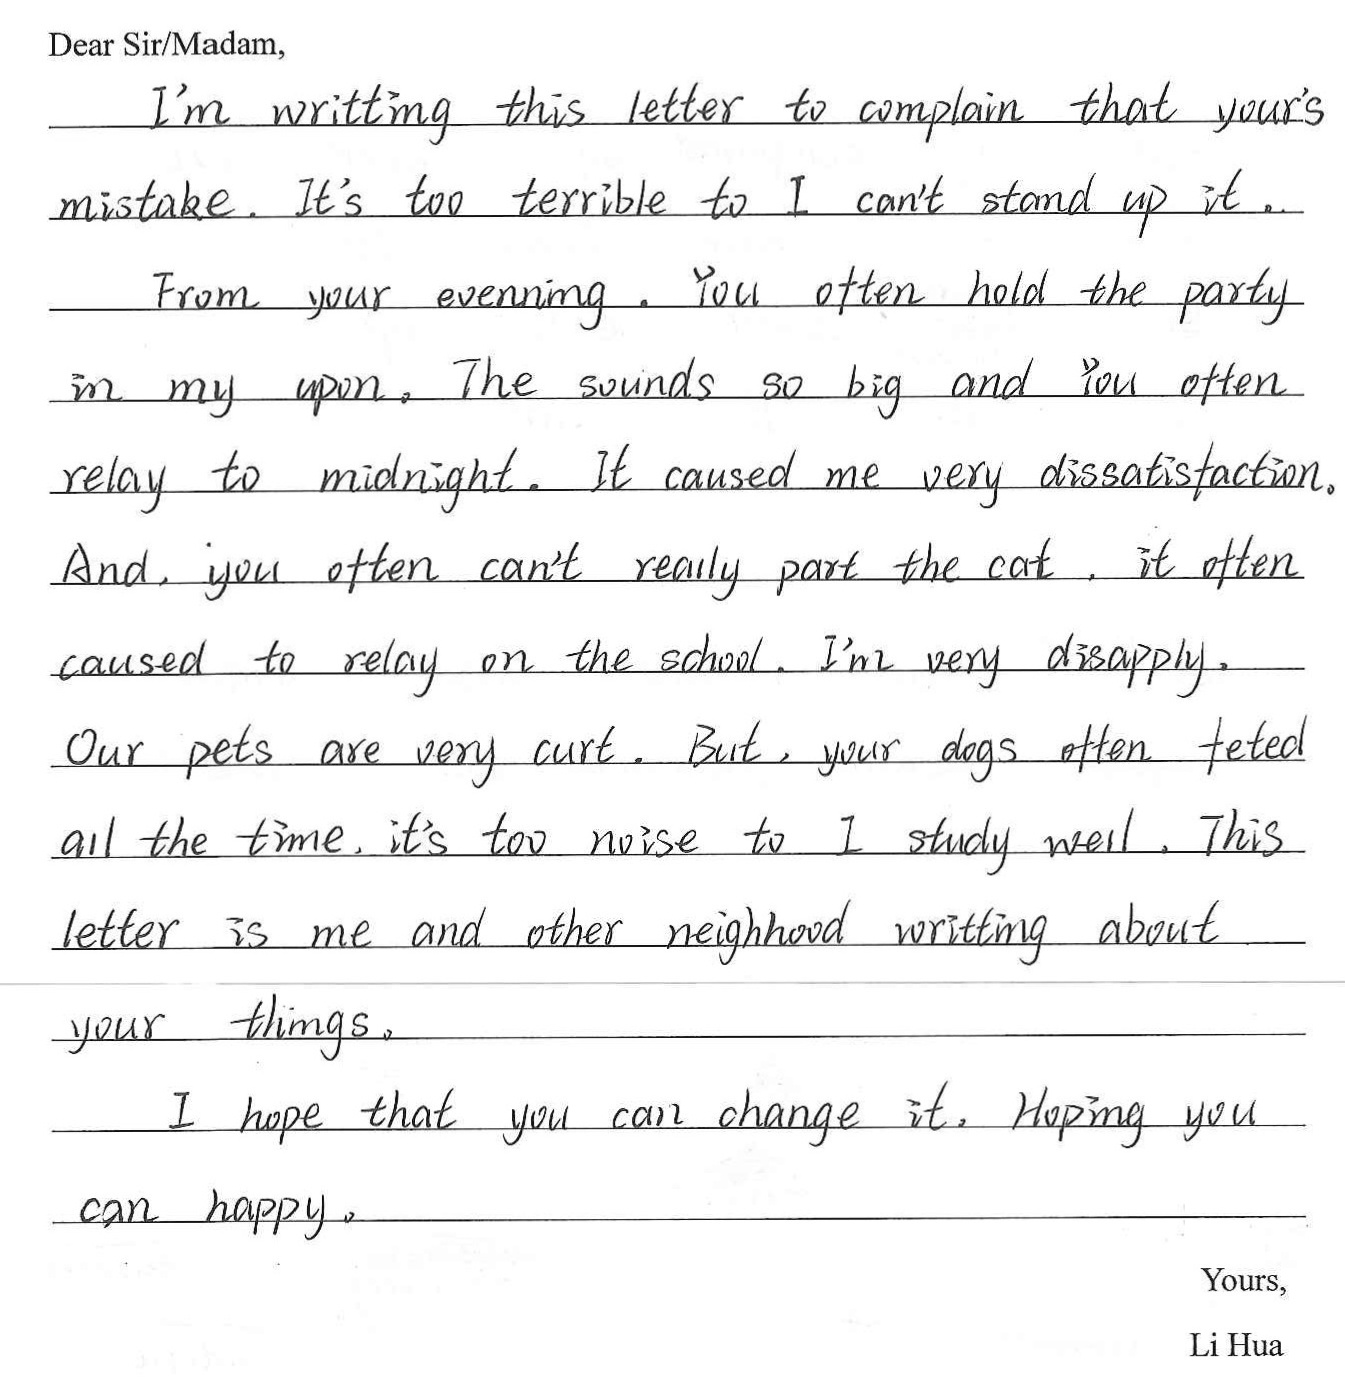 Dear Sir/Madam,
I'm writting this letter to complain that your's
mistake. It's too terrible to I can't stand up it.
From your evenning. You often hold the party
in my upon. The sounds so big and You often
relay to midnight. It caused me very dissatisfaction.
And, you often can't really part the cat, it often
caused to relay on the school. I'm very disapply.
Our pets are very curt. But, your dogs often feted
all the time, it's too noise to I study well. This
letter is me and other neighhood writting about
your things.
I hope that you can change it. Hoping you
can happy.
Yours,
Li Hua